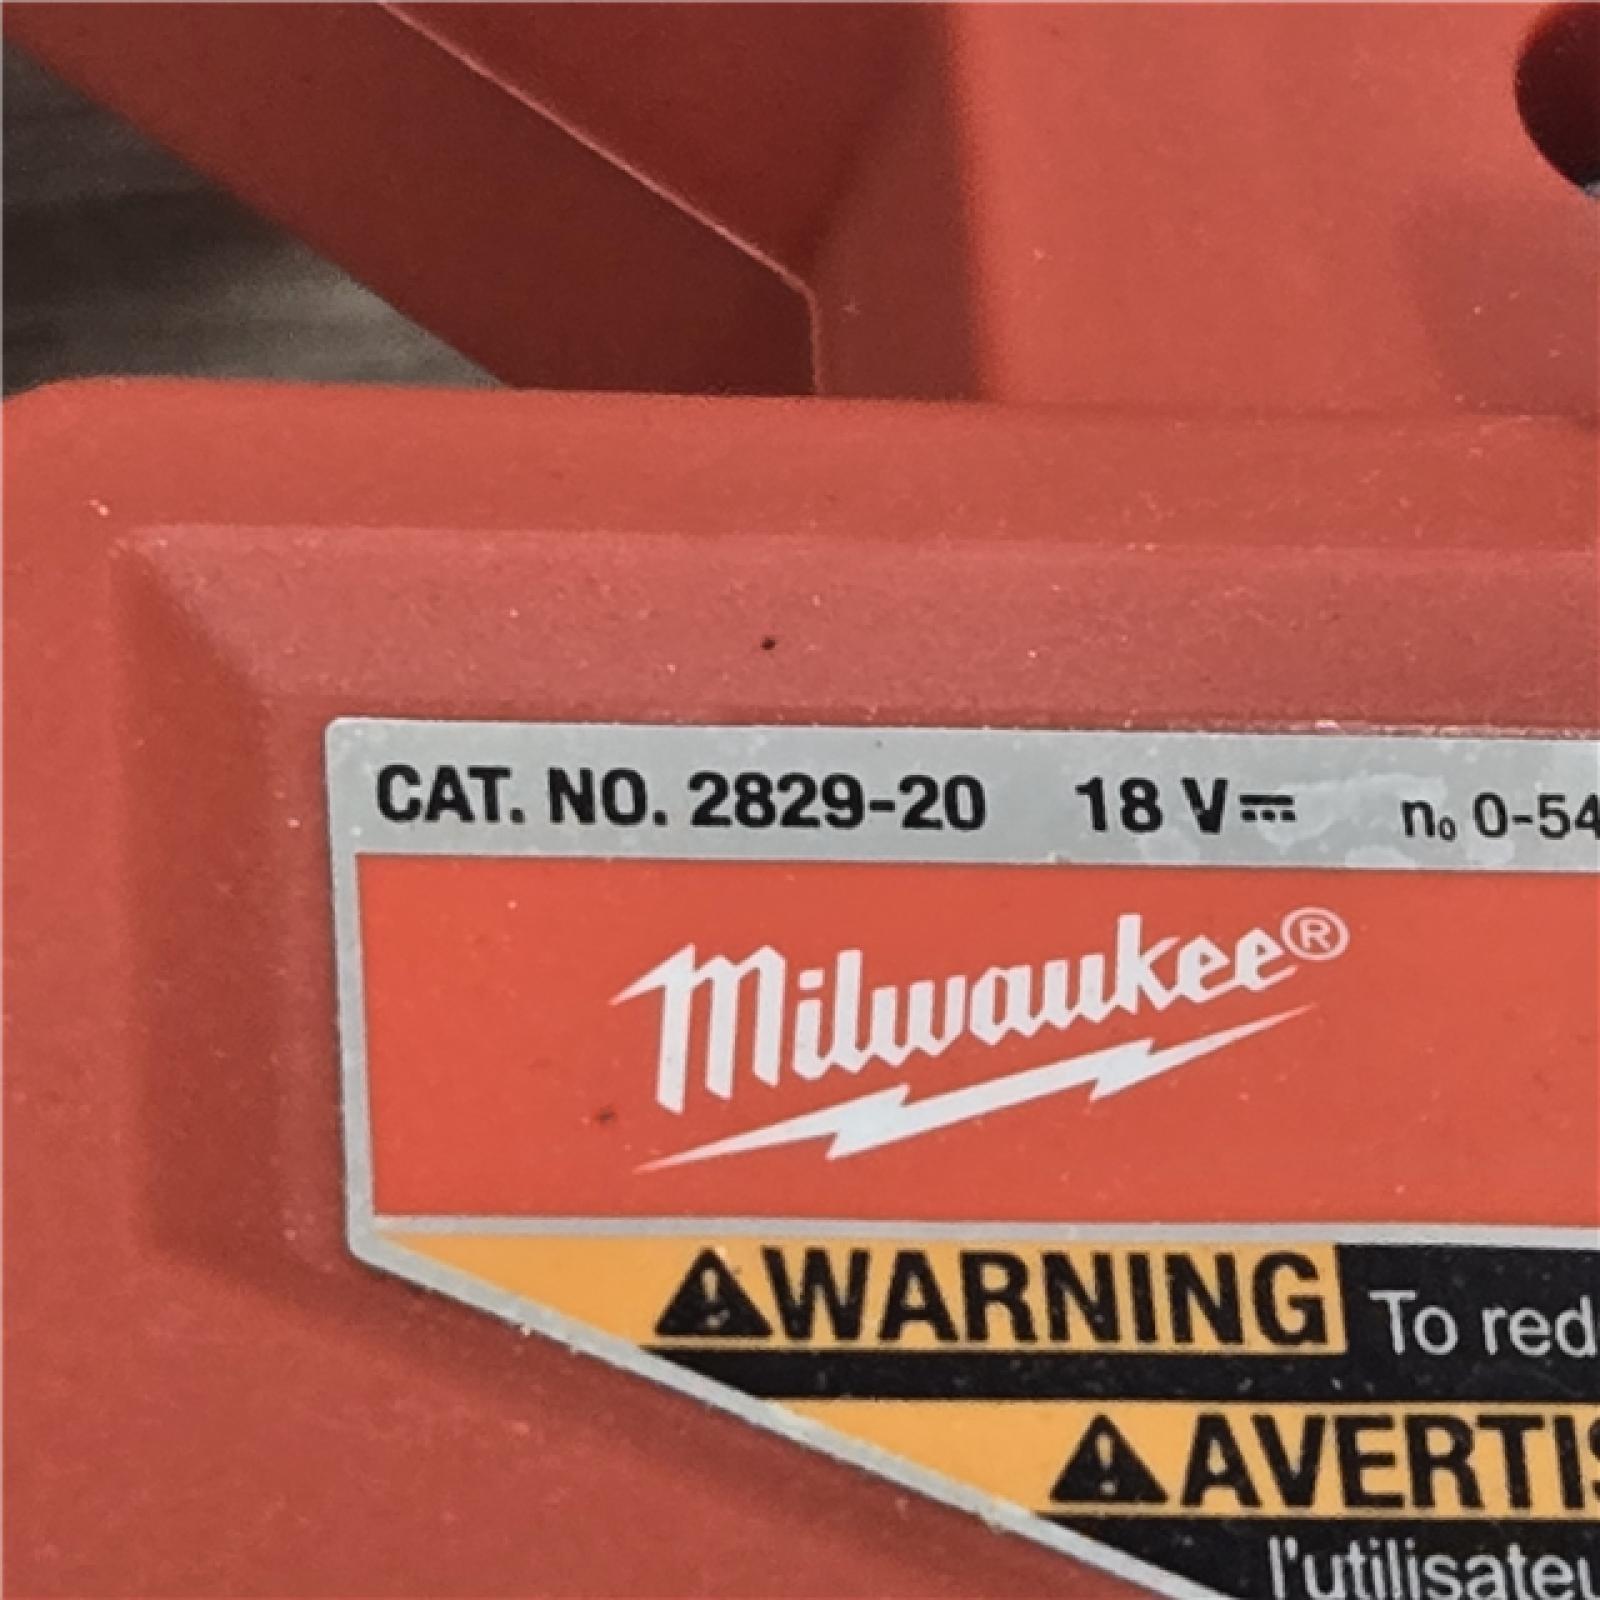 CAT. NO. 2829-20 18 V⎓ n₀ 0-54
Milwaukee®
⚠WARNING To red
⚠AVERTIS
l'utilisateu